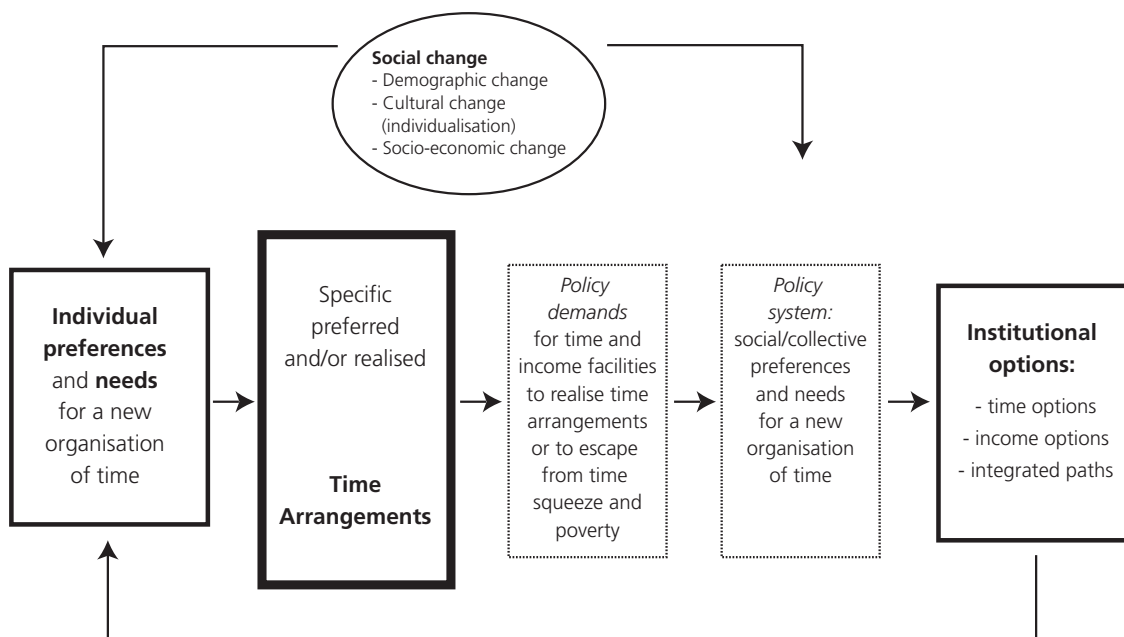 Social change
- Demographic change
- Cultural change
(individualisation)
- Socio-economic change
Individual
preferences
and needs
for a new
organisation
of time
Specific
preferred
and/or realised
Time
Arrangements
Policy
demands
for time and
income facilities
to realise time
arrangements
or to escape
from time
squeeze and
poverty
Policy
system:
social/collective
preferences
and needs
for a new
organisation
of time
Institutional
options:
- time options
- income options
- integrated paths